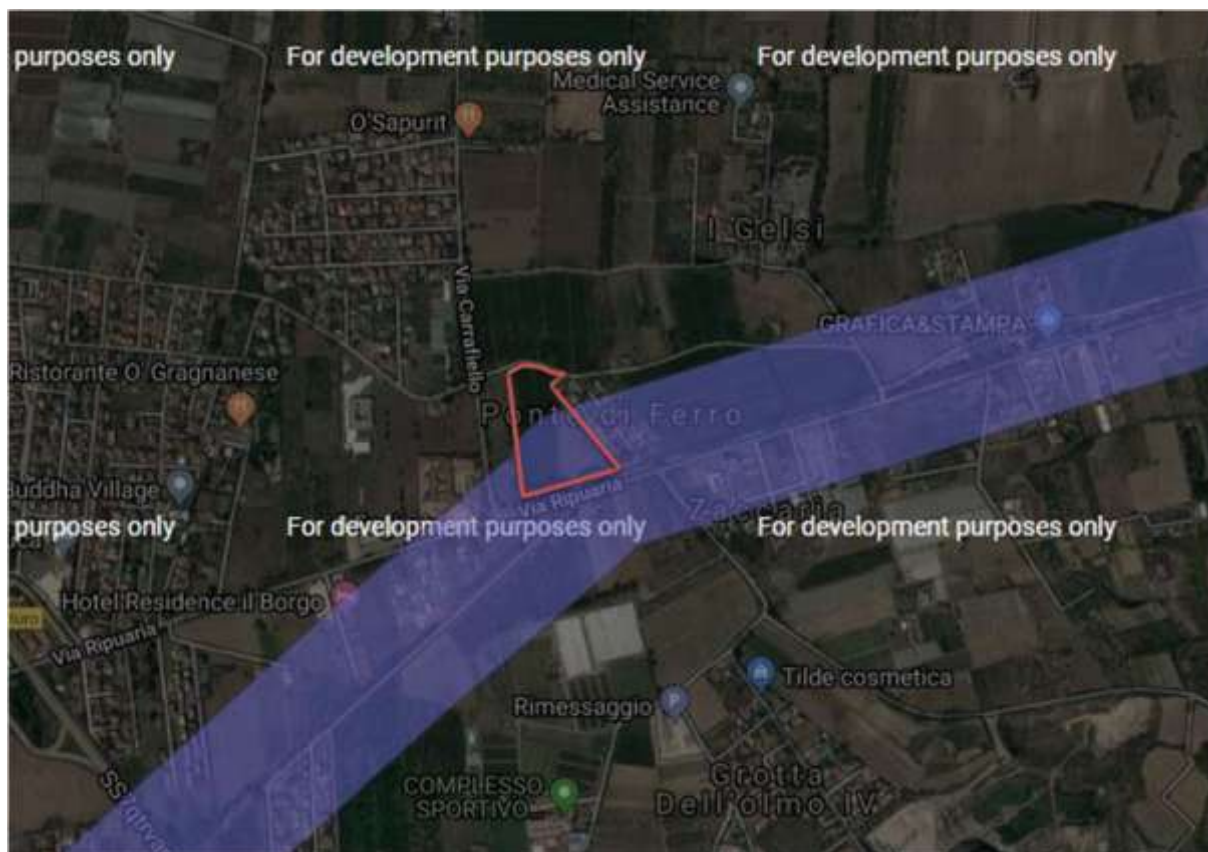 purposes only
For development purposes only
For development purposes only
Medical Service
Assistance
O'Sapurit
I Gelsi
Via Carrafiello
GRAFICA&STAMPA
Ristorante O' Gragnanese
Ponte di Ferro
Buddha Village
Via Ripuaria
Zaccaria
purposes only
For development purposes only
For development purposes only
Hotel Residence il Borgo
Via Ripuaria
Tilde cosmetica
Rimessaggio
P
Grotta
Dell'olmo IV
COMPLESSO
SPORTIVO...